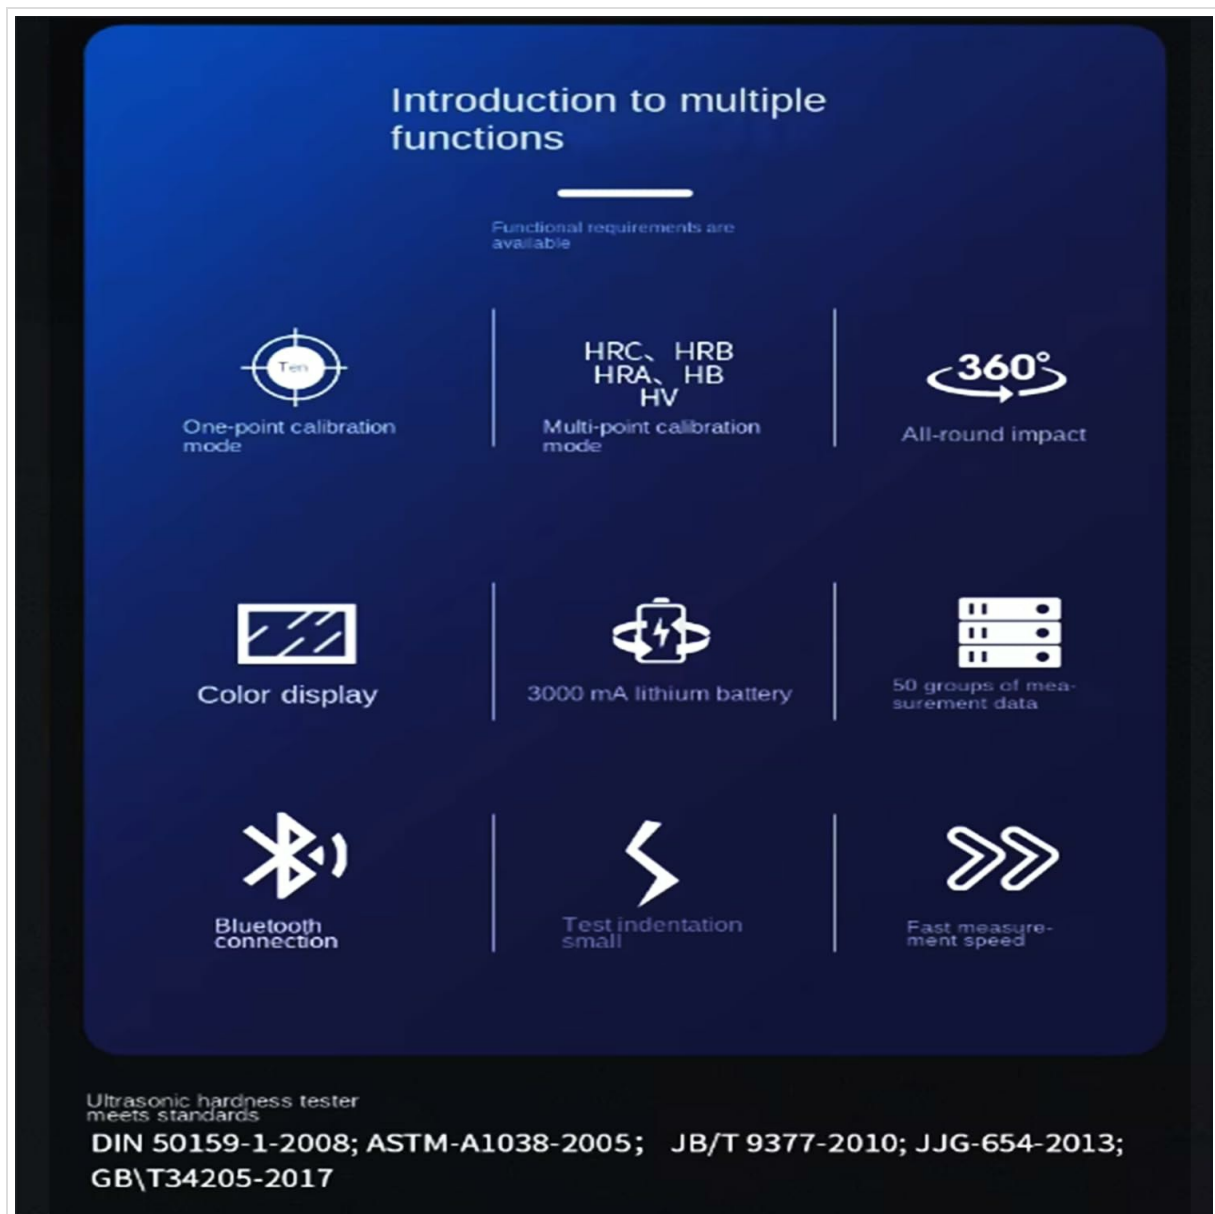 Introduction to multiple
functions
Functional requirements are
available
Ten
One-point calibration
mode
HRC、HRB
HRA、HB
HV
Multi-point calibration
mode
360°
All-round impact
Color display
3000 mA lithium battery
50 groups of mea-
surement data
Bluetooth
connection
Test indentation
small
Fast measure-
ment speed
Ultrasonic hardness tester
meets standards
DIN 50159-1-2008; ASTM-A1038-2005； JB/T 9377-2010; JJG-654-2013;
GB\T34205-2017